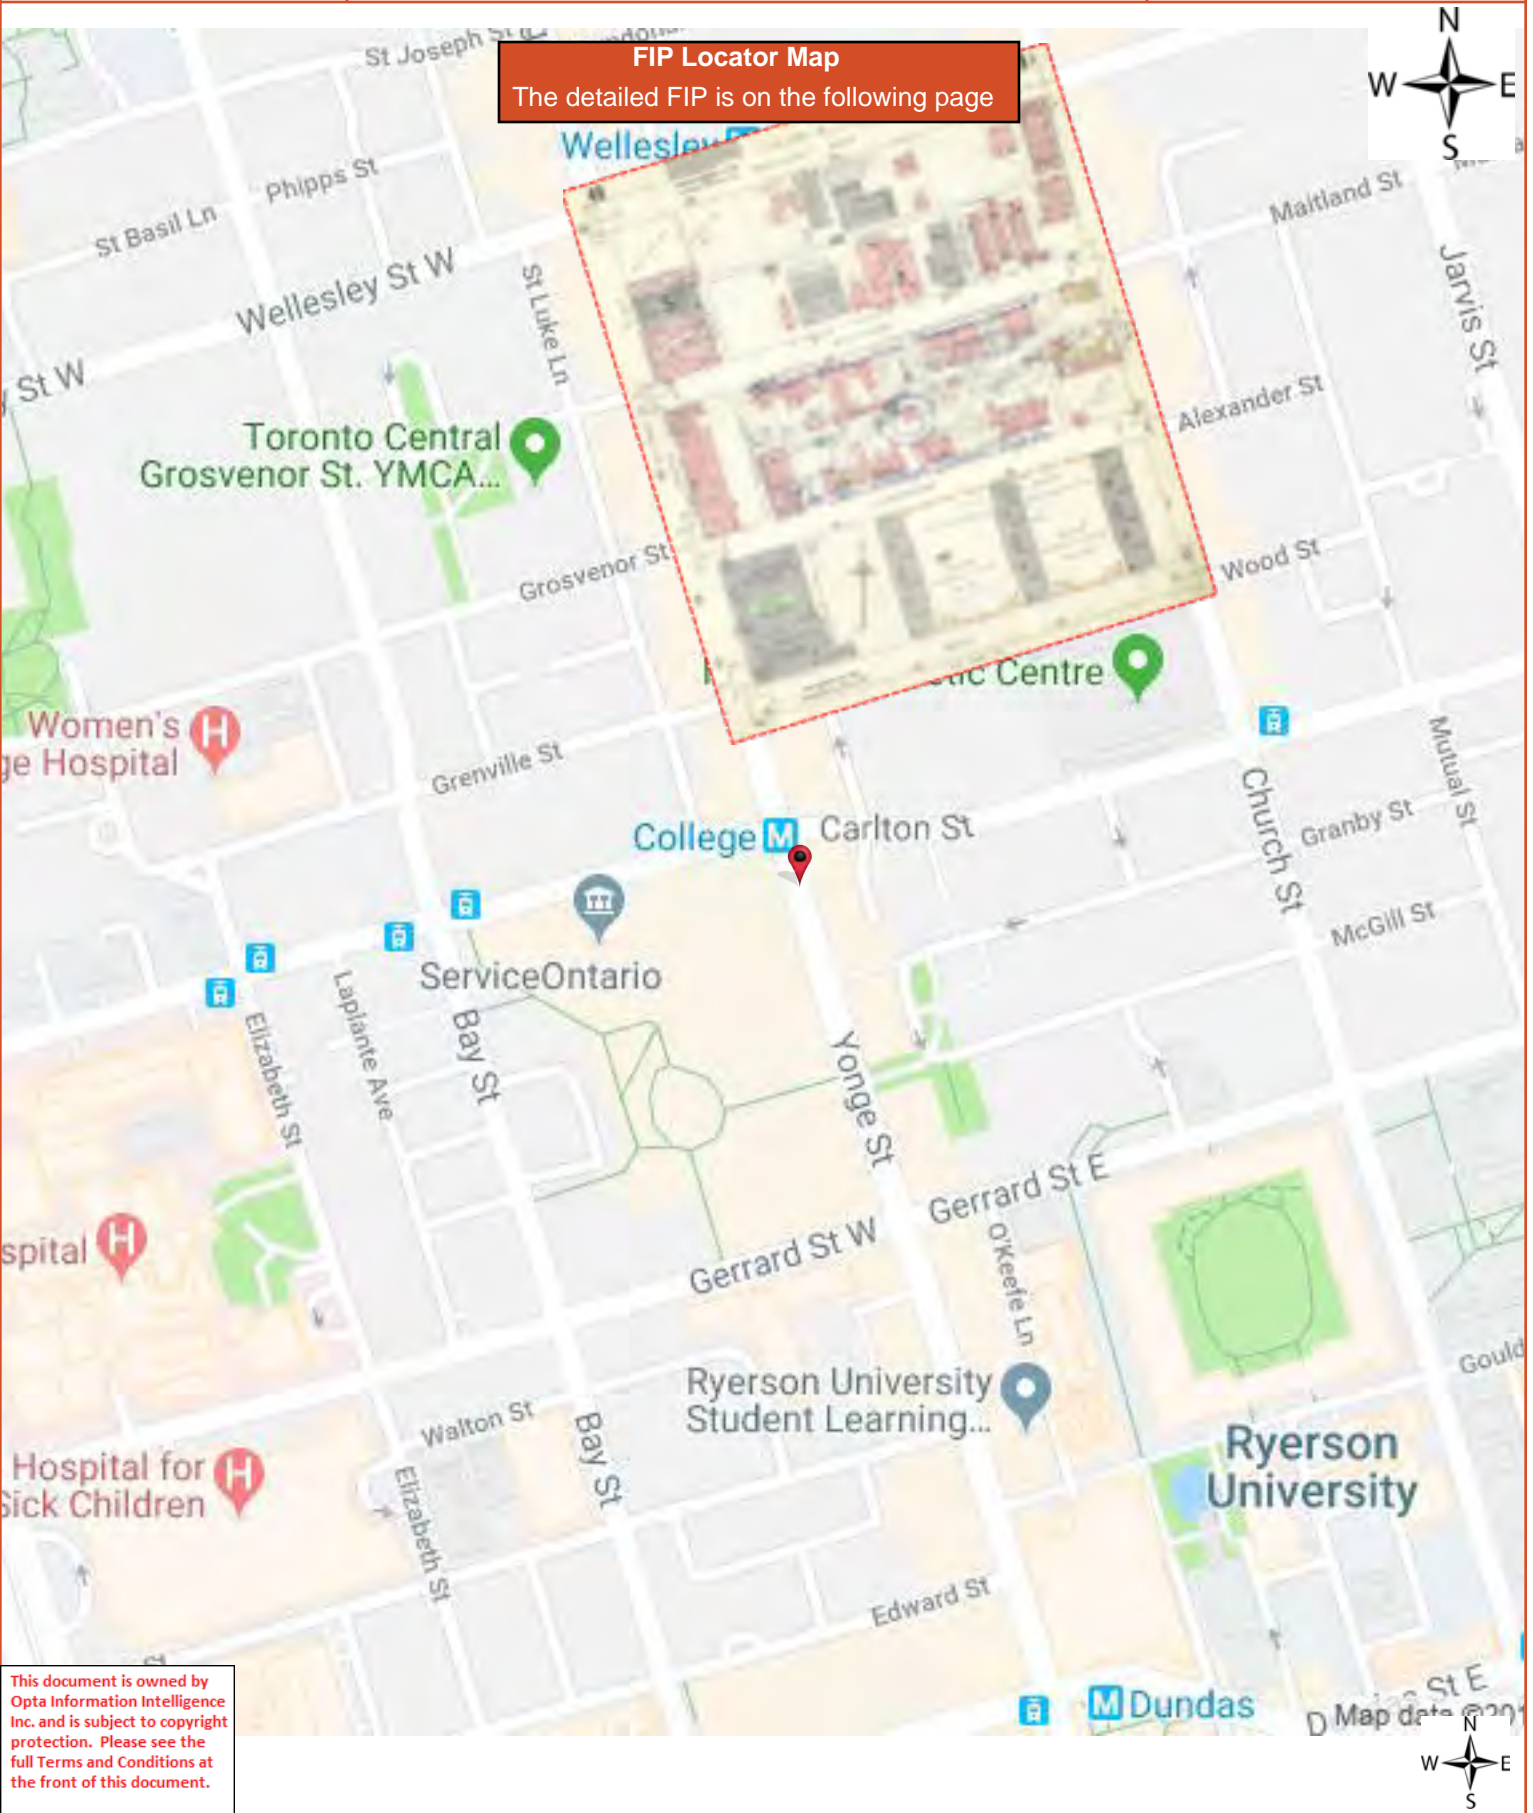 N
W E
S
FIP Locator Map
The detailed FIP is on the following page
St Joseph St
Wellesley
Phipps St
St Basil Ln
Maitland St
Wellesley St W
St Luke Ln
Jarvis St
St W
Alexander St
Toronto Central
Grosvenor St. YMCA...
Grosvenor St
Wood St
Centre
Women's
ge Hospital
Grenville St
Mutual St
Church St
College M Carlton St
Granby St
McGill St
ServiceOntario
Laplante Ave
Elizabeth St
Bay St
Yonge St
Gerrard St E
spital H
Gerrard St W
O'Keefe Ln
Gould
Ryerson University
Student Learning...
Walton St
Bay St
Ryerson
University
Hospital for
Sick Children
Elizabeth St
Edward St
This document is owned by
Opta Information Intelligence
Inc. and is subject to copyright
protection. Please see the
full Terms and Conditions at
the front of this document.
M Dundas
St E
Map data ©201
N
W E
S